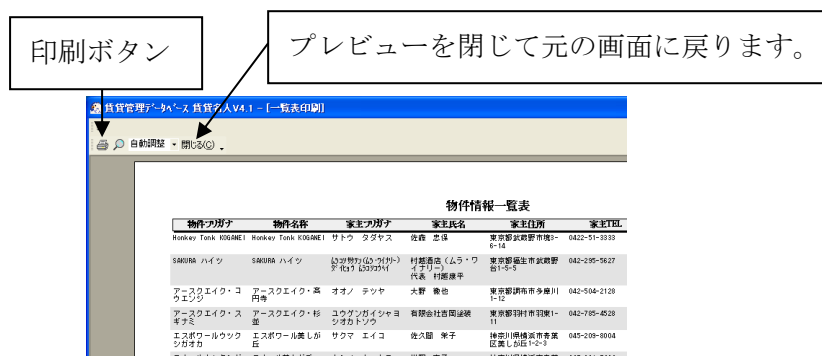 印刷ボタン
プレビューを閉じて元の画面に戻ります。
賃貸管理データベース 賃貸名人V4.1 - [一覧表印刷]
自動調整 閉じる(C)
物件情報一覧表
物件フリガナ 物件名称 家主フリガナ 家主氏名 家主住所 家主TEL
Honkey Tonk KOGANEI Honkey Tonk KOGANEI サトウ タダヤス 佐藤 忠保 東京都武蔵野市境3-6-14 0422-51-3333
SAKURA ハイツ SAKURA ハイツ 村越酒店（ムラ・ワイナリー）代表 村越康平 東京都福生市武蔵野台1-5-5 042-295-5627
アースクエイク・コウエンジ アースクエイク・高円寺 オオノ テツヤ 大野 徹也 東京都調布市多摩川1-12 042-504-2128
アースクエイク・スギナミ アースクエイク・杉並 ユウゲンガイシャヨシオカトソウ 有限会社吉岡塗装 東京都羽村市羽東1-11 042-785-4528
エスポワールウツクシガオカ エスポワール美しが丘 サクマ エイコ 佐久間 栄子 神奈川県横浜市青葉区美しが丘1-2-3 045-209-8004